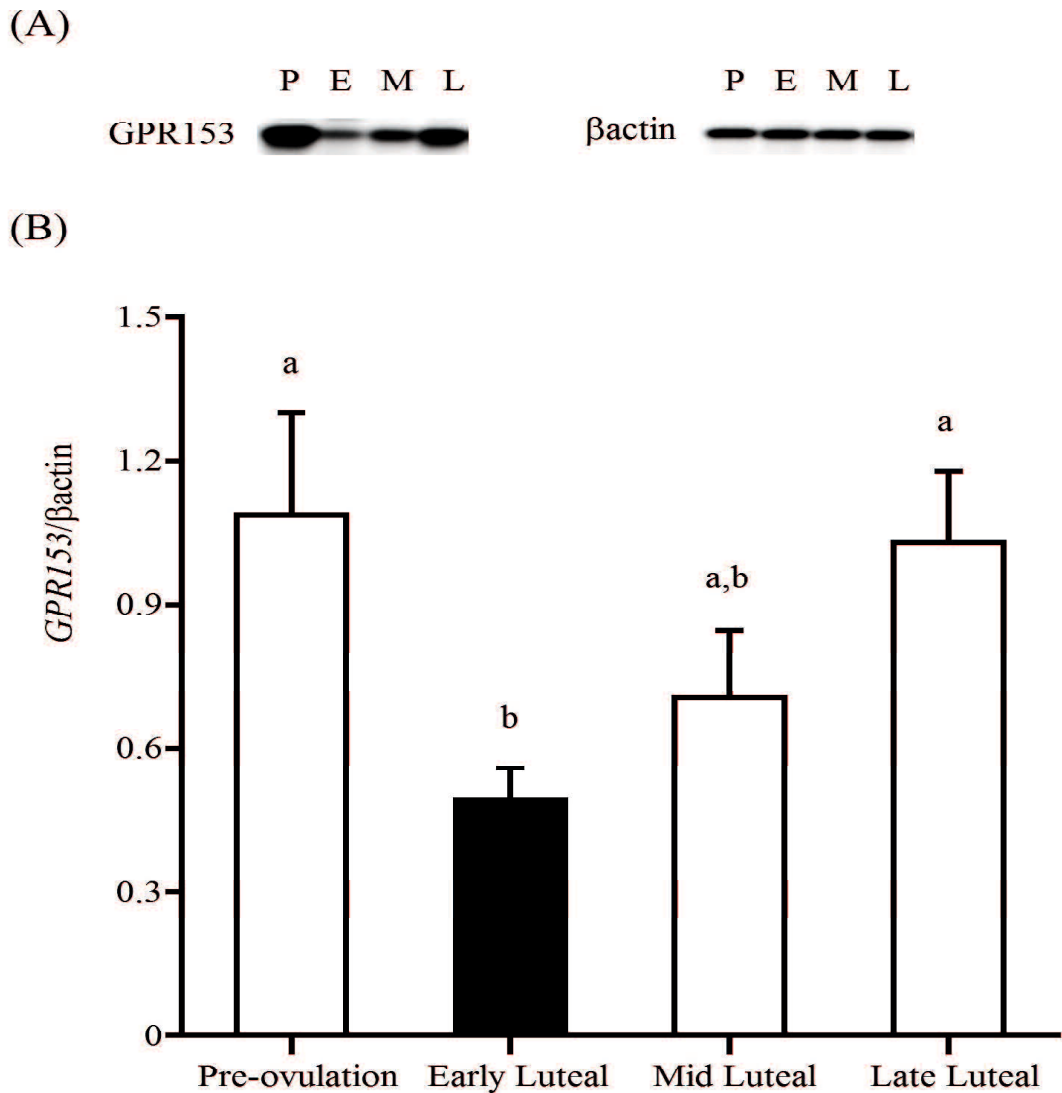 (A)
P E M L P E M L
GPR153 βactin
(B)
1.5
a
a
1.2
GPR153/βactin
a,b
0.9
b
0.6
0.3
0
Pre-ovulation Early Luteal Mid Luteal Late Luteal